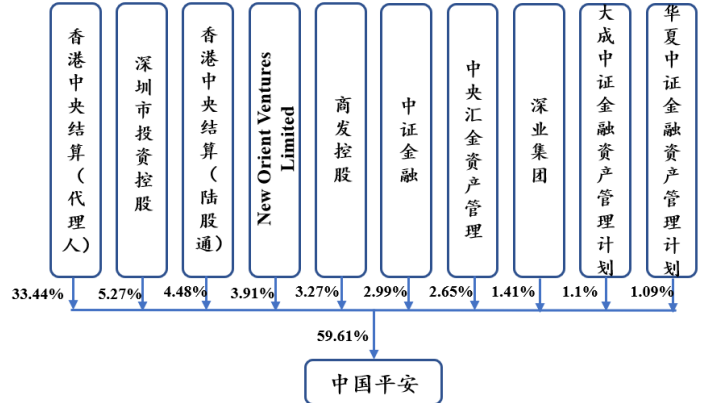 香港中央结算（代理人）
深圳市投资控股
香港中央结算（陆股通）
New Orient Ventures
Limited
商发控股
中证金融
中央汇金资产管理
深业集团
大成中证金融资产管理计划
华夏中证金融资产管理计划
33.44%
5.27%
4.48%
3.91%
3.27%
2.99%
2.65%
1.41%
1.1%
1.09%
59.61%
中国平安